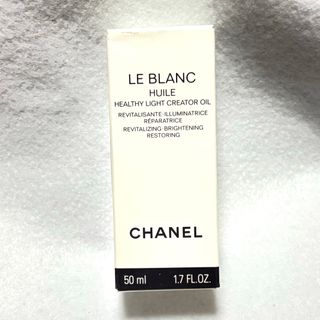 LE BLANC
HUILE
HEALTHY LIGHT CREATOR OIL
REVITALISANTE·ILLUMINATRICE
RÉPARATRICE
REVITALIZING·BRIGHTENING
RESTORING
CHANEL
50 ml 1.7 FL.OZ.